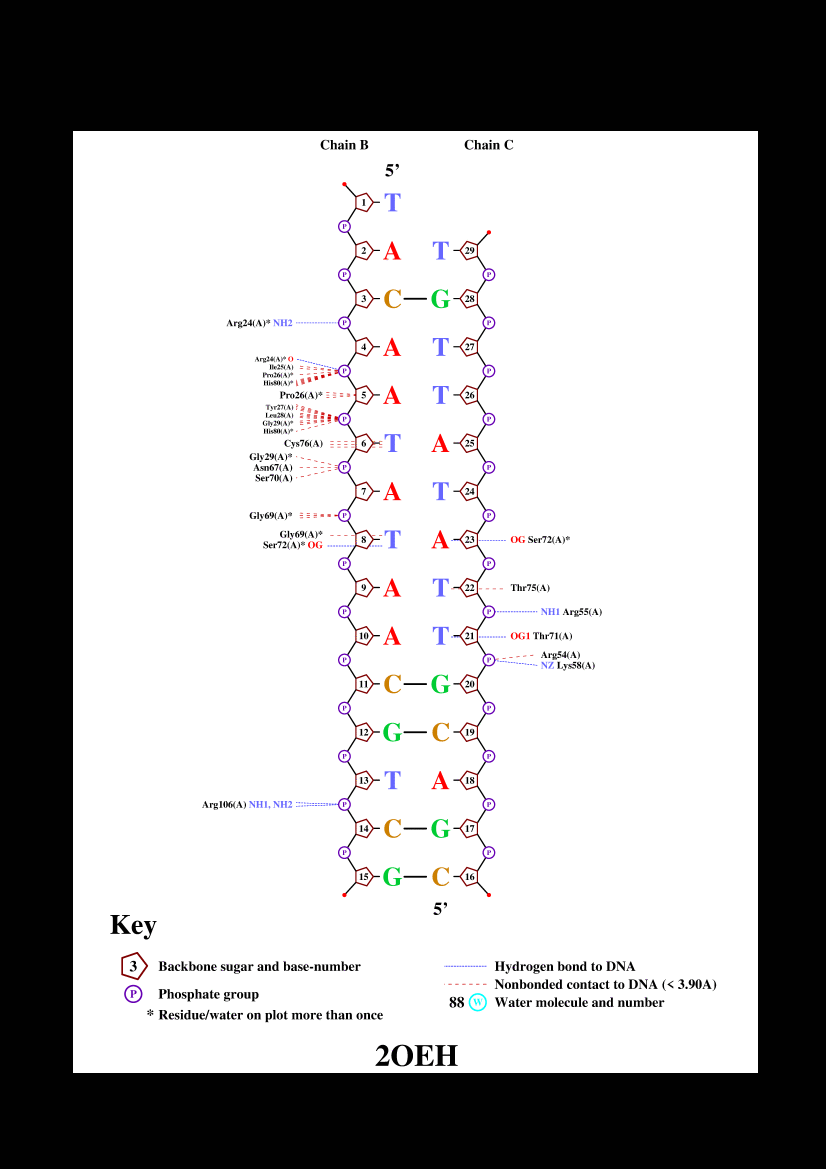 Chain B Chain C
5’
1 T
P
2 A T 29
P P
3 C G 28
Arg24(A)* NH2 P P
4 A T 27
Arg24(A)* O
Ile25(A)
P P
Pro26(A)*
His80(A)*
Pro26(A)* 5 A T 26
Tyr27(A)
Leu28(A)
P P
Gly29(A)*
His80(A)*
Cys76(A) 6 T A 25
Gly29(A)*
Asn67(A) P P
Ser70(A)
7 A T 24
Gly69(A)* P P
Gly69(A)*
8 T A 23 OG Ser72(A)*
Ser72(A)* OG
P P
9 A T 22 Thr75(A)
P P NH1 Arg55(A)
10 A T 21 OG1 Thr71(A)
Arg54(A)
P P
NZ Lys58(A)
11 C G 20
P P
12 G C 19
P P
13 T A 18
Arg106(A) NH1, NH2 P P
14 C G 17
P P
15 G C 16
5’
Key
3 Backbone sugar and base-number
P Phosphate group
* Residue/water on plot more than once
Hydrogen bond to DNA
Nonbonded contact to DNA (< 3.90A)
88 W Water molecule and number
2OEH